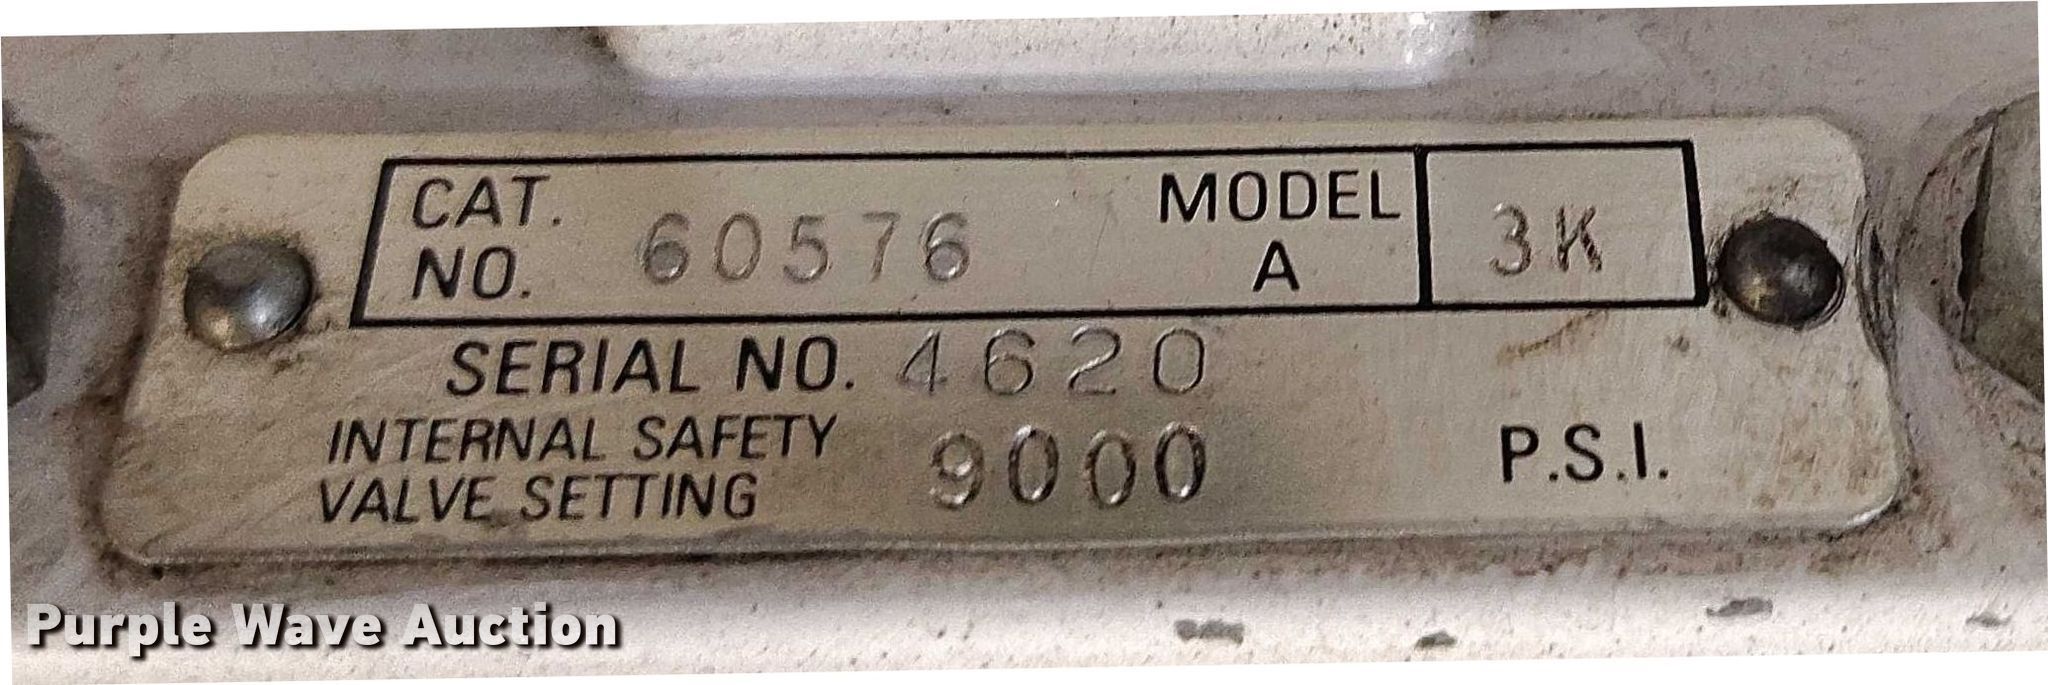 CAT. NO. 60576 MODEL A 3K
SERIAL NO. 4620
INTERNAL SAFETY
VALVE SETTING 9000 P.S.I.
Purple Wave Auction